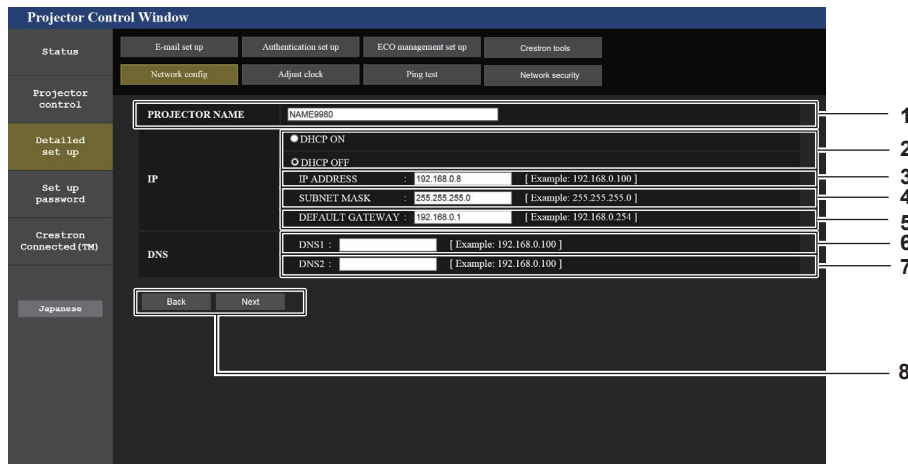 Projector Control Window
Status
E-mail set up
Authentication set up
ECO management set up
Crestron tools
Network config
Adjust clock
Ping test
Network security
Projector
control
Detailed
set up
Set up
password
Crestron
Connected(TM)
Japanese
PROJECTOR NAME NAME9980 1
IP
DHCP ON
DHCP OFF
2
IP ADDRESS : 192.168.0.8 [ Example: 192.168.0.100 ] 3
SUBNET MASK : 255.255.255.0 [ Example: 255.255.255.0 ] 4
DEFAULT GATEWAY : 192.168.0.1 [ Example: 192.168.0.254 ] 5
DNS
DNS1 : [ Example: 192.168.0.100 ] 6
DNS2 : [ Example: 192.168.0.100 ] 7
Back Next
8